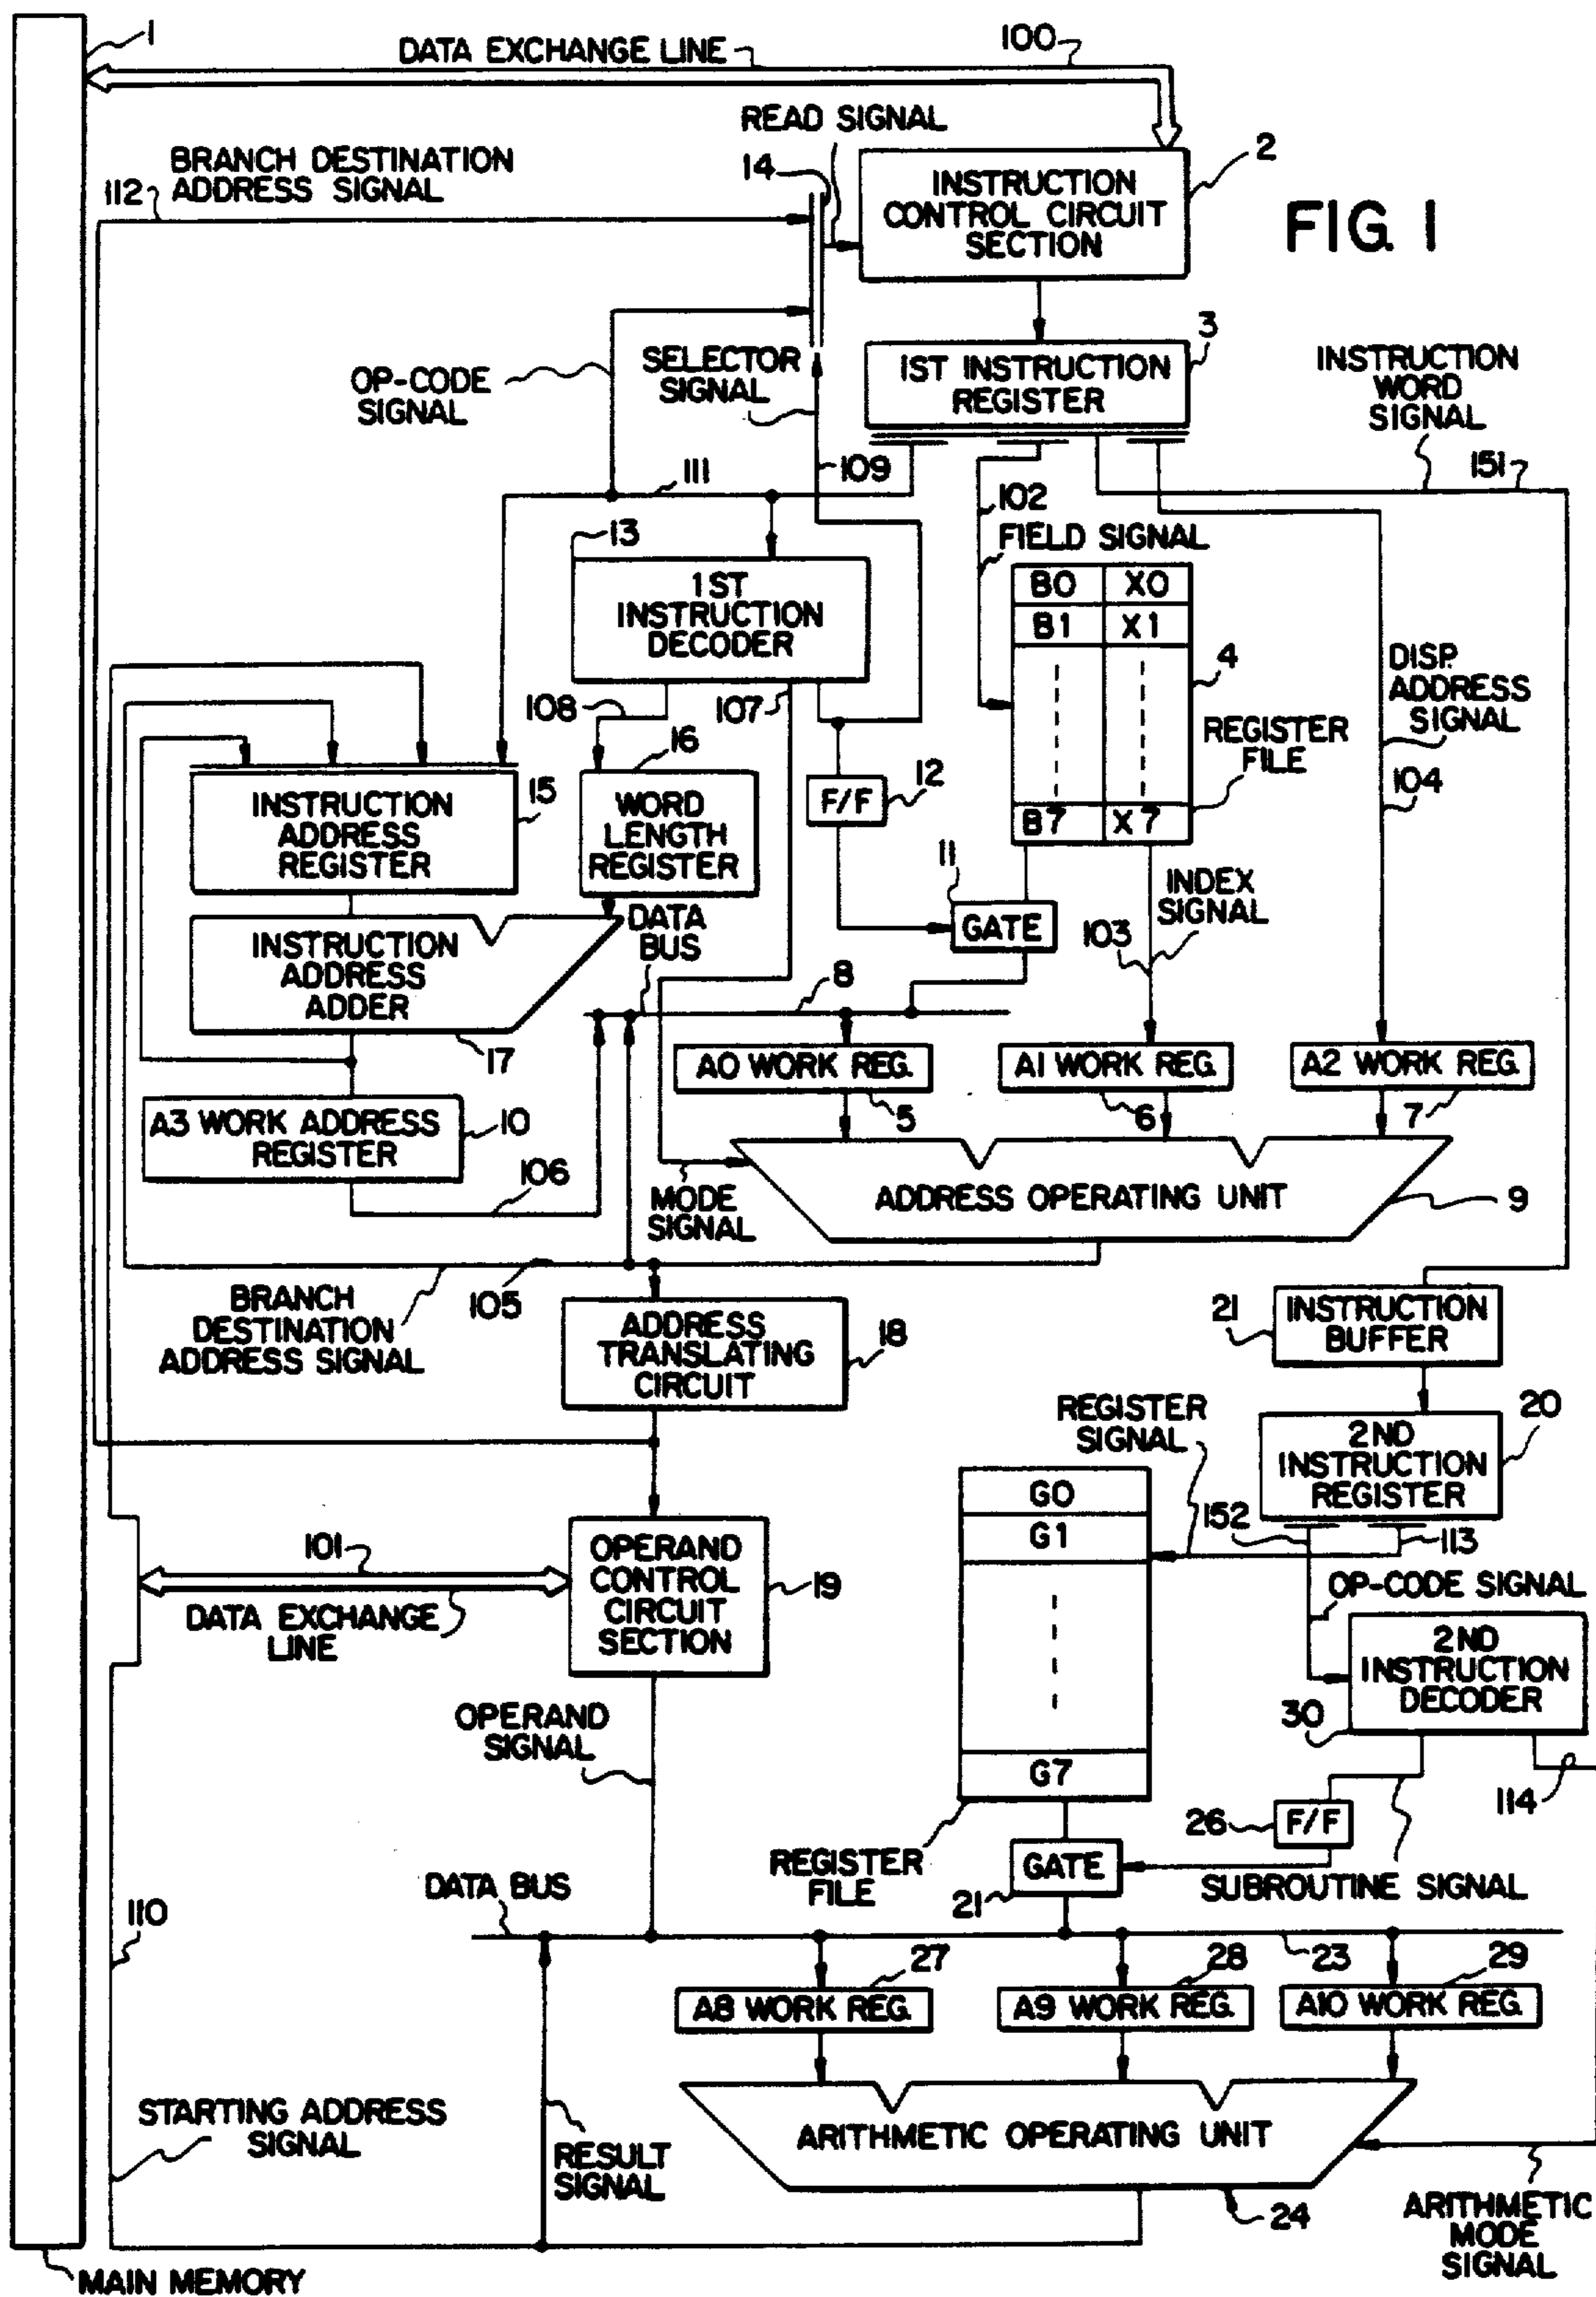 1
DATA EXCHANGE LINE
100
READ SIGNAL
BRANCH DESTINATION
ADDRESS SIGNAL
112
14
2
INSTRUCTION
CONTROL CIRCUIT
SECTION
FIG. 1
3
OP-CODE
SIGNAL
SELECTOR
SIGNAL
1ST INSTRUCTION
REGISTER
INSTRUCTION
WORD
SIGNAL
111
109
102
151
13
FIELD SIGNAL
1ST
INSTRUCTION
DECODER
B0 X0
B1 X1
B7 X7
4
DISP.
ADDRESS
SIGNAL
108
107
16
REGISTER
FILE
104
INSTRUCTION
ADDRESS
REGISTER
15
WORD
LENGTH
REGISTER
F/F
12
11
GATE
INDEX
SIGNAL
103
INSTRUCTION
ADDRESS
ADDER
17
DATA
BUS
8
A0 WORK REG.
5
A1 WORK REG.
6
A2 WORK REG.
7
A3 WORK ADDRESS
REGISTER
10
106
MODE
SIGNAL
ADDRESS OPERATING UNIT
9
BRANCH
DESTINATION
ADDRESS SIGNAL
105
ADDRESS
TRANSLATING
CIRCUIT
18
21
INSTRUCTION
BUFFER
REGISTER
SIGNAL
2ND
INSTRUCTION
REGISTER
20
G0
G1
G7
152
113
101
DATA EXCHANGE
LINE
OPERAND
CONTROL
CIRCUIT
SECTION
19
OP-CODE SIGNAL
2ND
INSTRUCTION
DECODER
30
114
OPERAND
SIGNAL
REGISTER
FILE
26
F/F
GATE
21
SUBROUTINE SIGNAL
DATA BUS
110
23
27
A8 WORK REG.
28
A9 WORK REG.
29
A10 WORK REG.
STARTING ADDRESS
SIGNAL
RESULT
SIGNAL
ARITHMETIC OPERATING UNIT
24
ARITHMETIC
MODE
SIGNAL
MAIN MEMORY